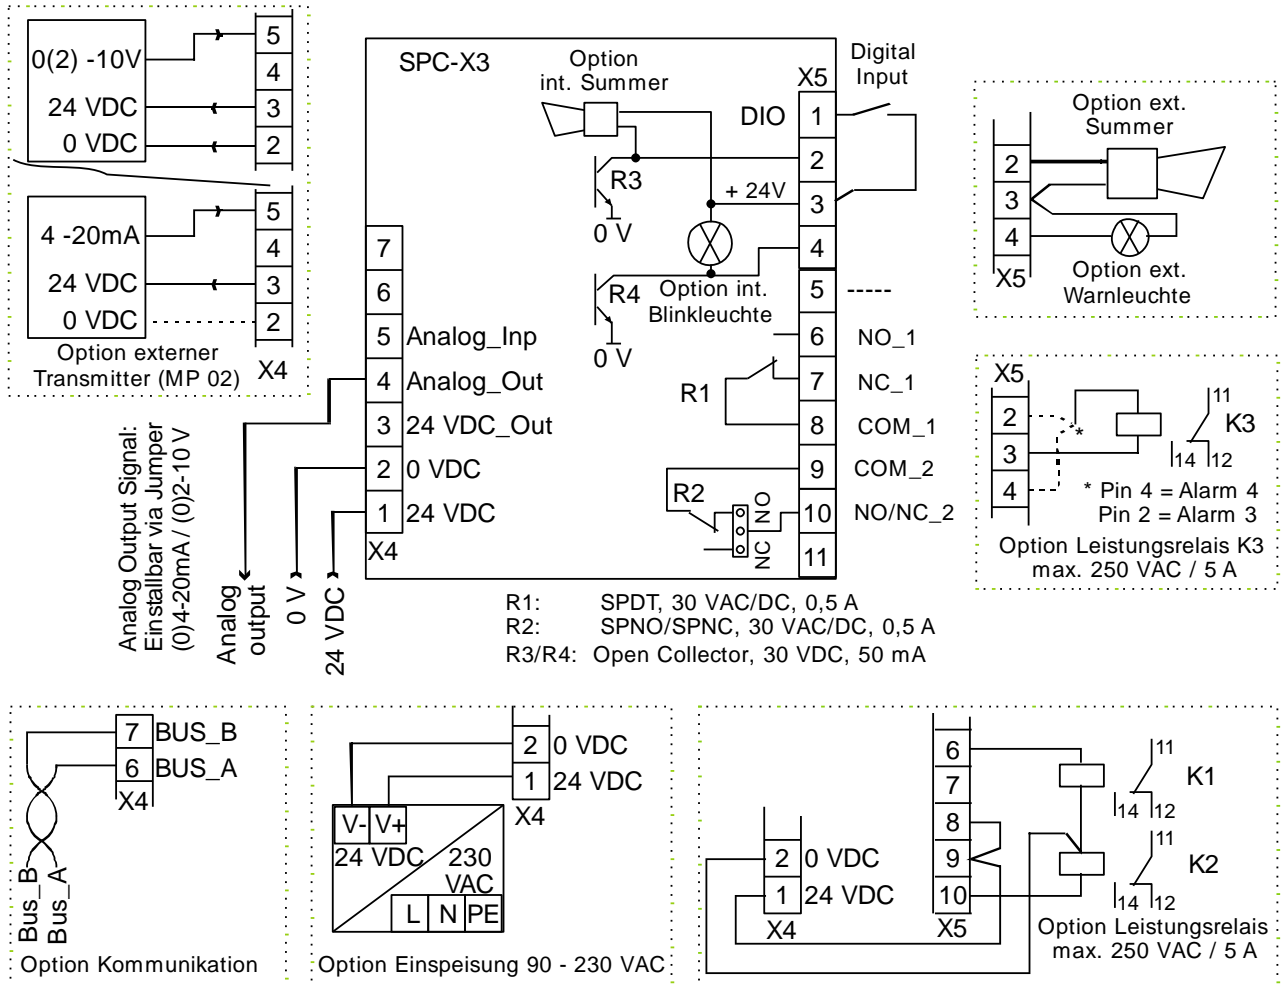 0(2) -10V
24 VDC
0 VDC
5
4
3
2
4 -20mA
24 VDC
0 VDC
5
4
3
2
Option externer
Transmitter (MP 02)
X4
SPC-X3
Option
int. Summer
X5
Digital
Input
DIO
1
2
3
4
5
6
7
8
9
10
11
R3
0 V
+ 24V
R4
0 V
Option int.
Blinkleuchte
-----
NO_1
NC_1
COM_1
COM_2
NO/NC_2
R1
R2
NO
NC
7
6
5 Analog_Inp
4 Analog_Out
3 24 VDC_Out
2 0 VDC
1 24 VDC
X4
Analog Output Signal:
Einstallbar via Jumper
(0)4-20mA / (0)2-10 V
Analog
output
0 V
24 VDC
R1: SPDT, 30 VAC/DC, 0,5 A
R2: SPNO/SPNC, 30 VAC/DC, 0,5 A
R3/R4: Open Collector, 30 VDC, 50 mA
Option ext.
Summer
2
3
4
X5
Option ext.
Warnleuchte
X5
2
3
4
11
K3
14 12
* 
* Pin 4 = Alarm 4
Pin 2 = Alarm 3
Option Leistungsrelais K3
max. 250 VAC / 5 A
7 BUS_B
6 BUS_A
X4
Bus_B
Bus_A
Option Kommunikation
2 0 VDC
1 24 VDC
X4
V- V+
24 VDC
230
VAC
L N PE
Option Einspeisung 90 - 230 VAC
6
7
8
9
10
X5
2 0 VDC
1 24 VDC
X4
11
K1
14 12
11
K2
14 12
Option Leistungsrelais
max. 250 VAC / 5 A